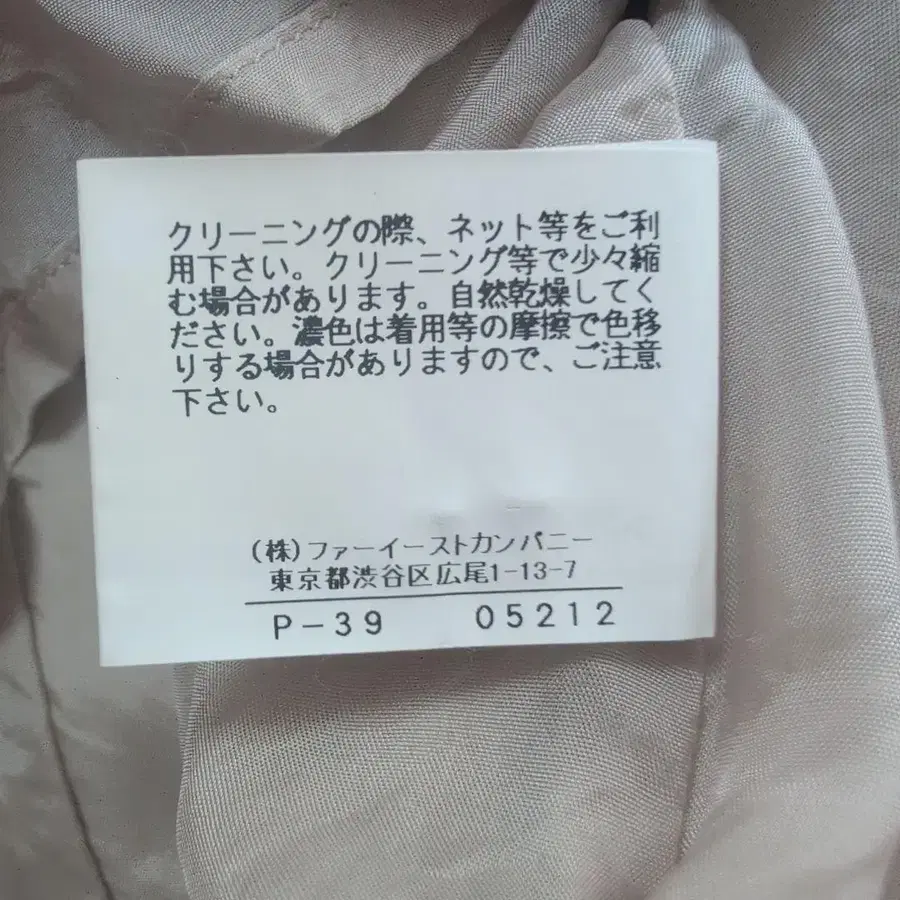 クリーニングの際、ネット等をご利
用下さい。クリーニング等で少々縮
む場合があります。自然乾燥してく
ださい。濃色は着用等の摩擦で色移
りする場合がありますので、ご注意
下さい。
(株)ファーイーストカンパニー
東京都渋谷区広尾1-13-7
P-39 05212